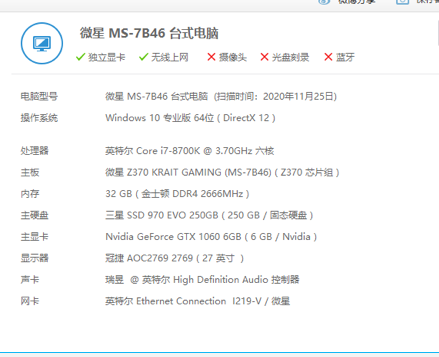 微星 MS-7B46 台式电脑
独立显卡 无线上网 摄像头 光盘刻录 蓝牙
电脑型号 微星 MS-7B46 台式电脑 (扫描时间：2020年11月25日)
操作系统 Windows 10 专业版 64位 ( DirectX 12 )
处理器 英特尔 Core i7-8700K @ 3.70GHz 六核
主板 微星 Z370 KRAIT GAMING (MS-7B46) ( Z370 芯片组 )
内存 32 GB ( 金士顿 DDR4 2666MHz )
主硬盘 三星 SSD 970 EVO 250GB ( 250 GB / 固态硬盘 )
主显卡 Nvidia GeForce GTX 1060 6GB ( 6 GB / Nvidia )
显示器 冠捷 AOC2769 2769 ( 27 英寸 )
声卡 瑞昱 @ 英特尔 High Definition Audio 控制器
网卡 英特尔 Ethernet Connection I219-V / 微星